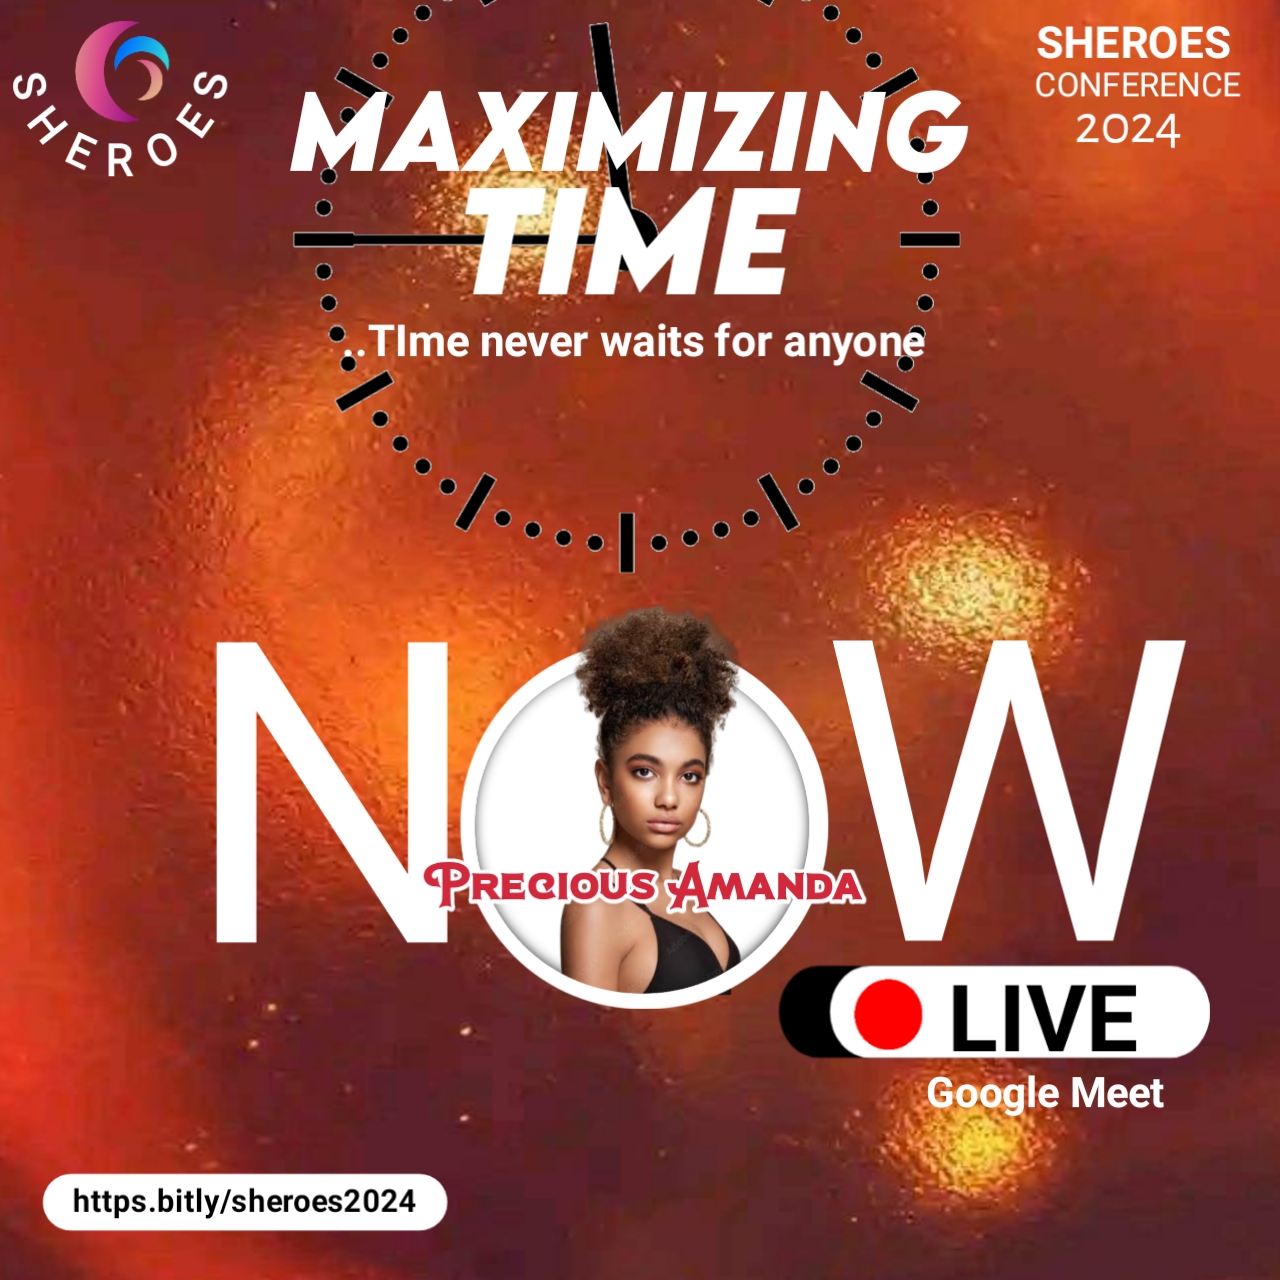 SHEROES
SHEROES
CONFERENCE
2024
MAXIMIZING
TIME
..TIme never waits for anyone
NOW
PRECIOUS AMANDA
LIVE
Google Meet
https.bitly/sheroes2024